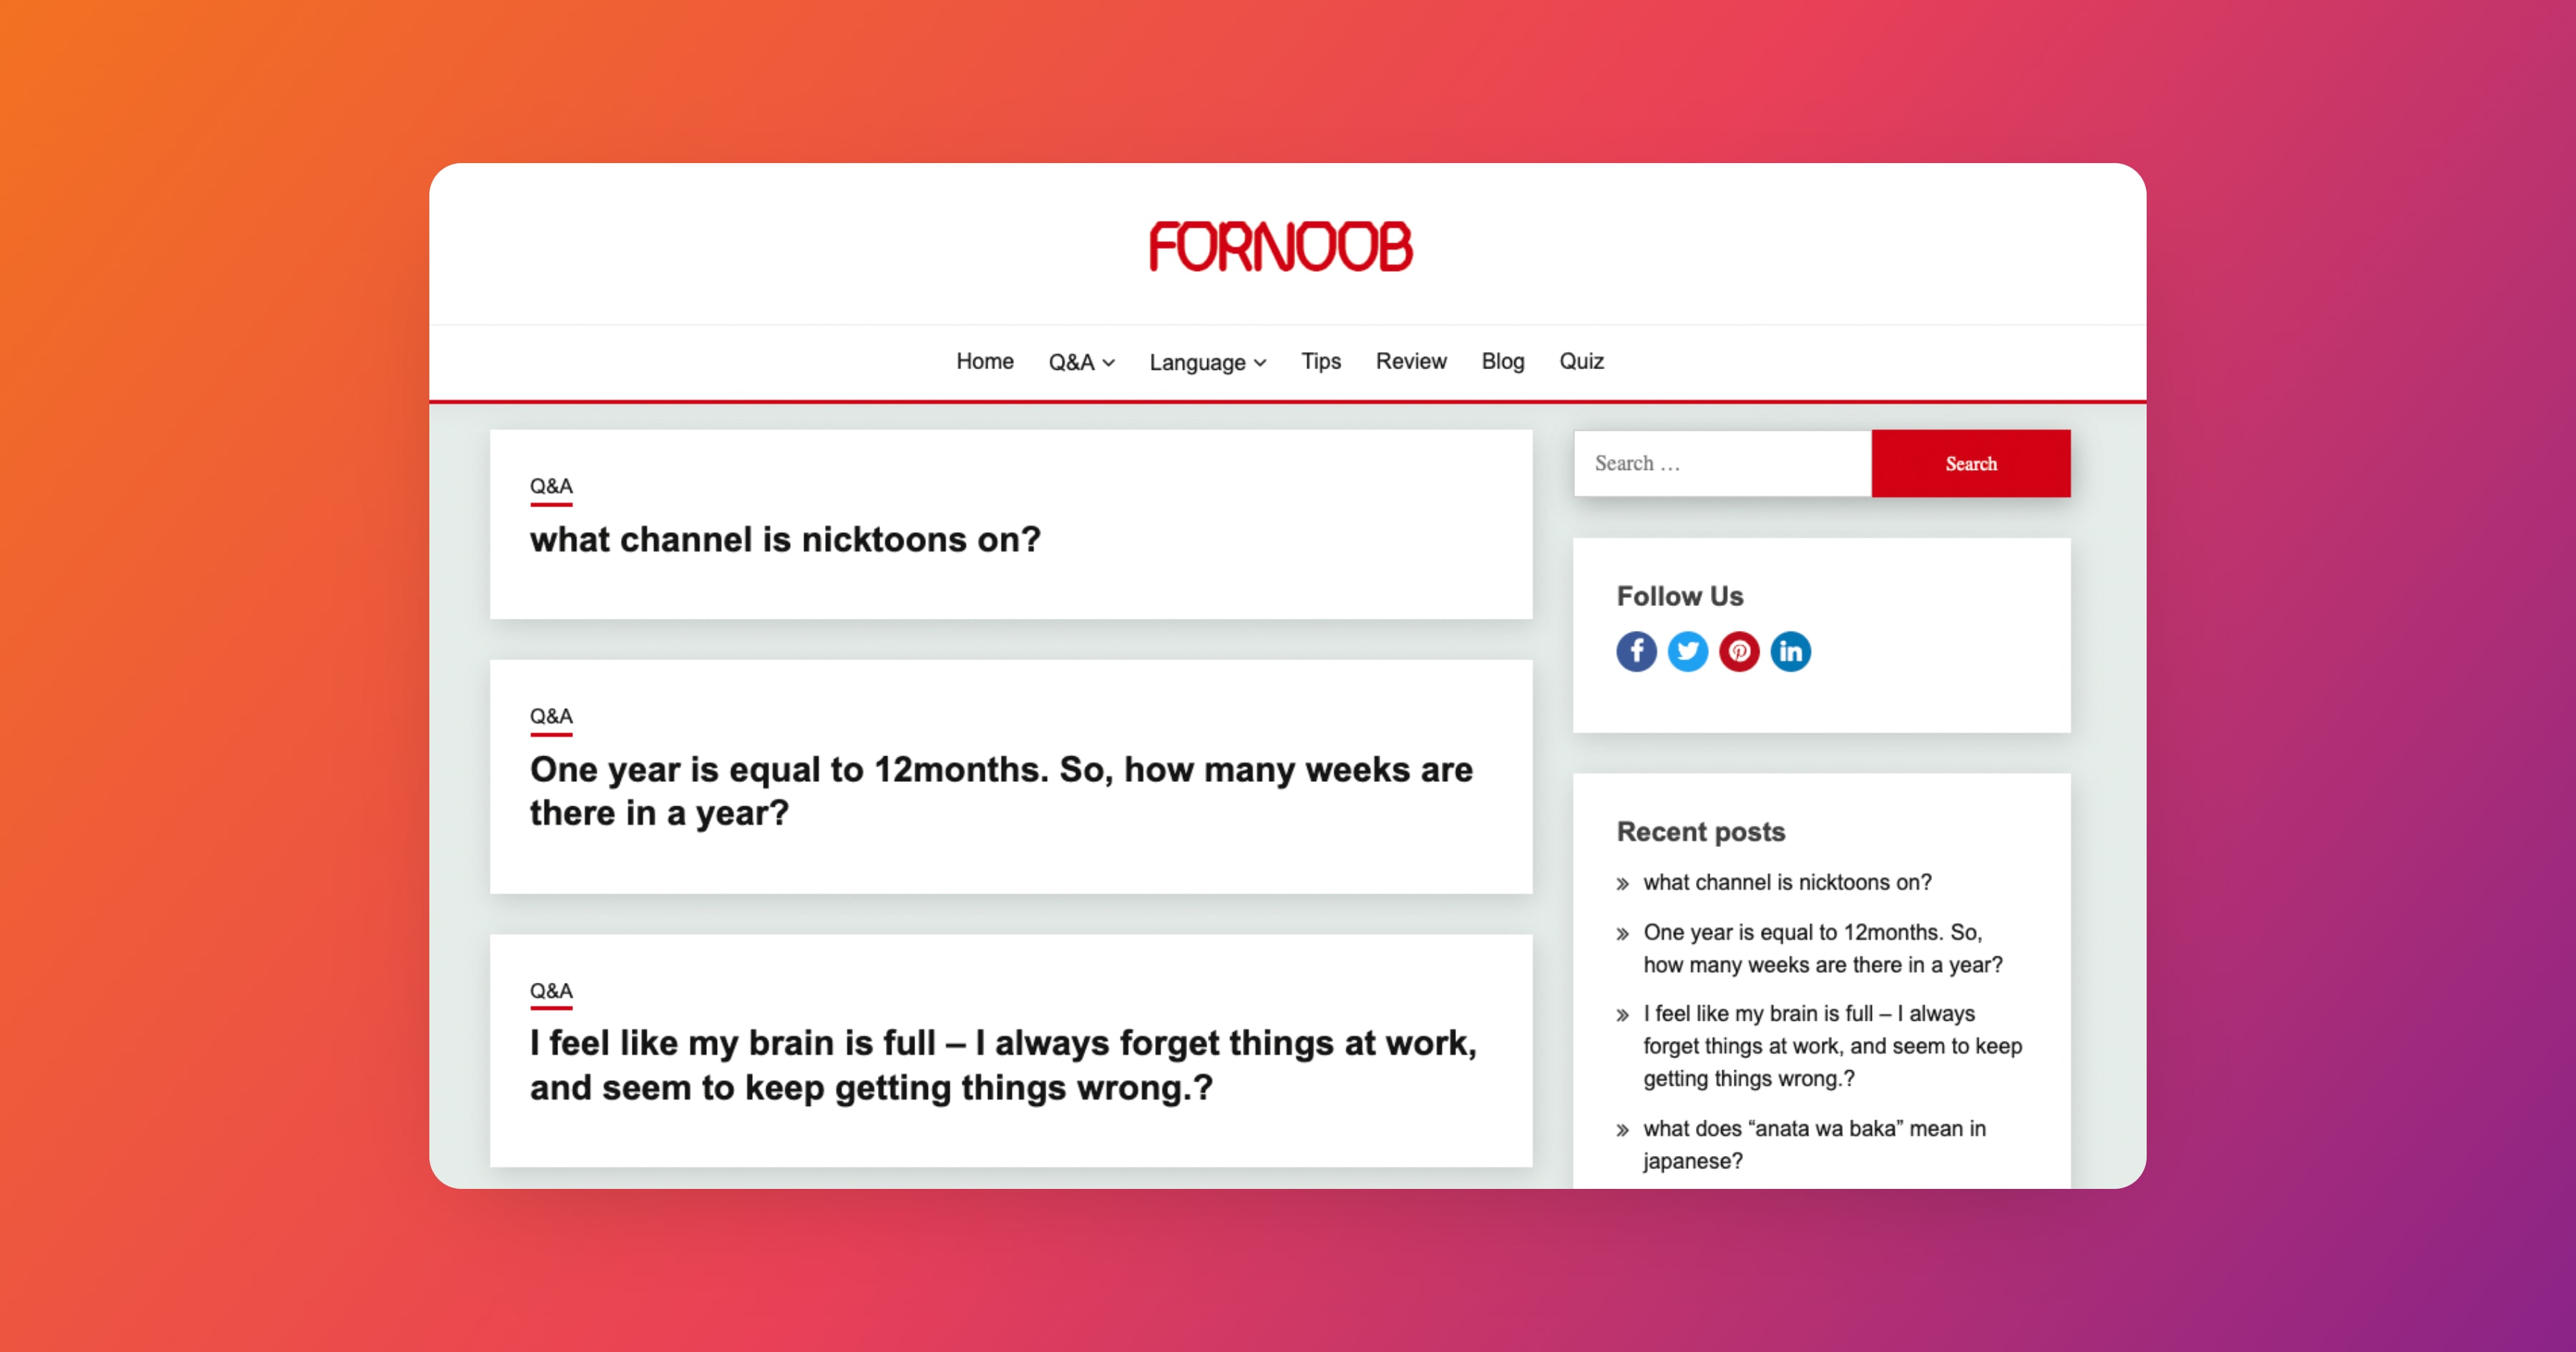 FORNOOB
Home Q&A Language Tips Review Blog Quiz
Q&A
what channel is nicktoons on?
Q&A
One year is equal to 12months. So, how many weeks are
there in a year?
Q&A
I feel like my brain is full – I always forget things at work,
and seem to keep getting things wrong.?
Search … Search
Follow Us
Recent posts
» what channel is nicktoons on?
» One year is equal to 12months. So,
how many weeks are there in a year?
» I feel like my brain is full – I always
forget things at work, and seem to keep
getting things wrong.?
» what does “anata wa baka” mean in
japanese?